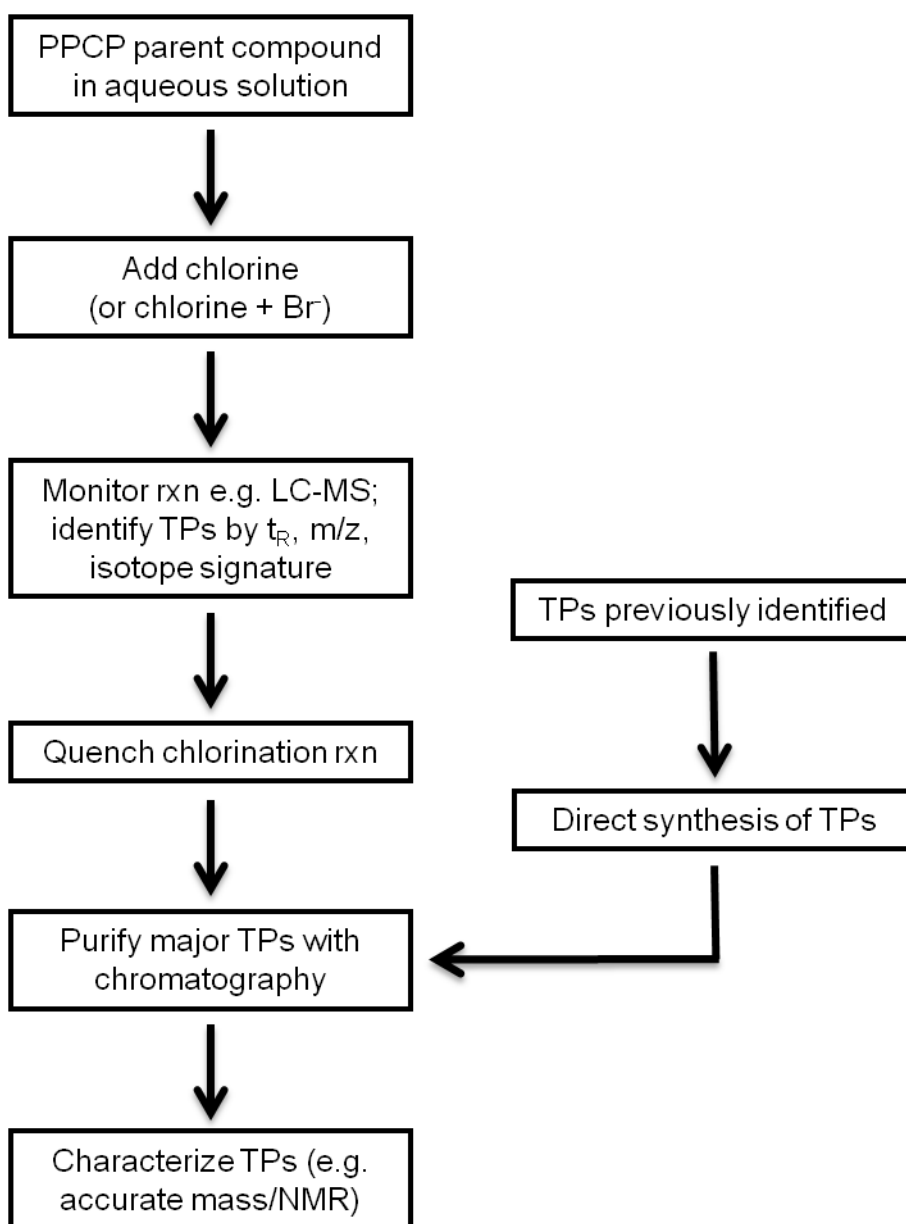 PPCP parent compound
in aqueous solution
Add chlorine
(or chlorine + Br⁻)
Monitor rxn e.g. LC-MS;
identify TPs by tR, m/z,
isotope signature
Quench chlorination rxn
TPs previously identified
Direct synthesis of TPs
Purify major TPs with
chromatography
Characterize TPs (e.g.
accurate mass/NMR)